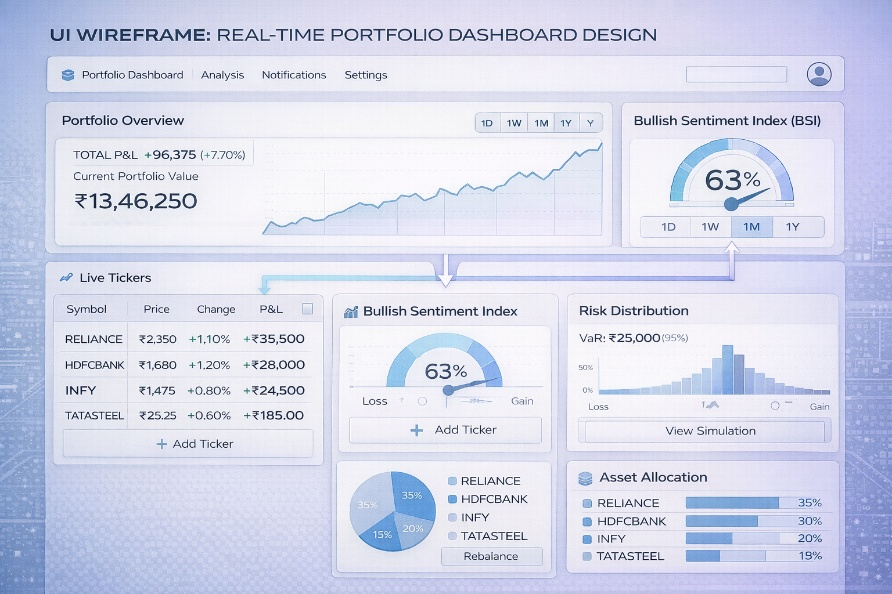 UI WIREFRAME: REAL-TIME PORTFOLIO DASHBOARD DESIGN
Portfolio Dashboard Analysis Notifications Settings
Portfolio Overview
1D 1W 1M 1Y Y
TOTAL P&L +96,375 (+7.70%)
Current Portfolio Value
₹13,46,250
Bullish Sentiment Index (BSI)
63%
1D 1W 1M 1Y
Live Tickers
Symbol Price Change P&L
RELIANCE ₹2,350 +1,10% +₹35,500
HDFCBANK ₹1,680 +1.20% +₹28,000
INFY ₹1,475 +0.80% +₹24,500
TATASTEEL ₹25.25 +0.60% +₹185.00
+ Add Ticker
Bullish Sentiment Index
63%
Loss Gain
+ Add Ticker
Risk Distribution
VaR: ₹25,000 (95%)
50%
0%
Loss Gain
View Simulation
35% 35%
15% 20%
RELIANCE
HDFCBANK
INFY
TATASTEEL
Rebalance
Asset Allocation
RELIANCE 35%
HDFCBANK 30%
INFY 20%
TATASTEEL 19%